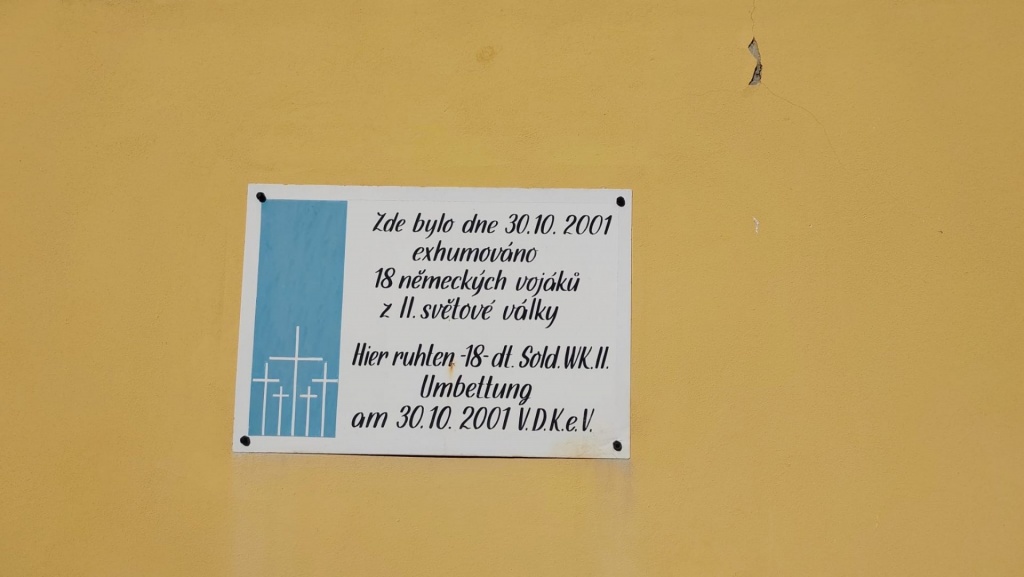 Zde bylo dne 30.10. 2001
exhumováno
18 německých vojáků
z II. světové války
Hier ruhten -18- dt. Sold. WK. II.
Umbettung
am 30.10. 2001 V.D.K.e.V.